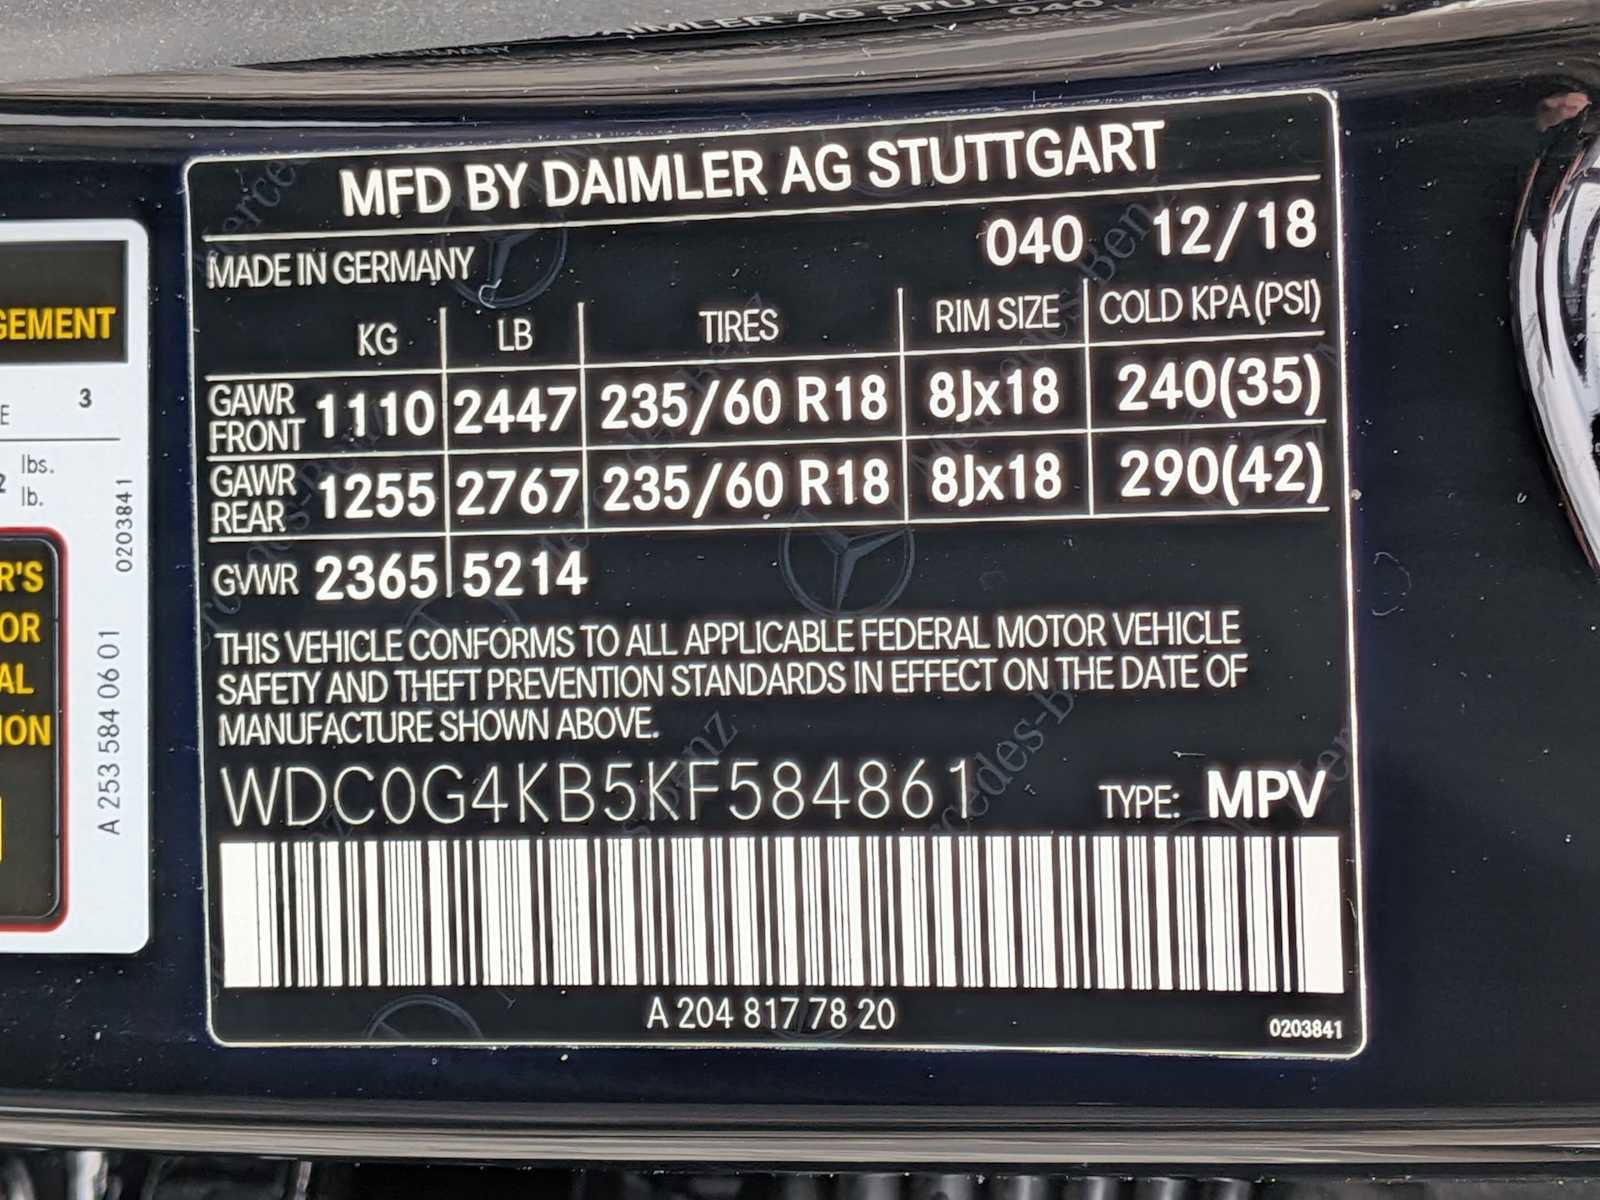 MFD BY DAIMLER AG STUTTGART
MADE IN GERMANY 040 12/18
KG LB TIRES RIM SIZE COLD KPA (PSI)
GAWR FRONT 1110 2447 235/60 R18 8Jx18 240(35)
GAWR REAR 1255 2767 235/60 R18 8Jx18 290(42)
GVWR 2365 5214
THIS VEHICLE CONFORMS TO ALL APPLICABLE FEDERAL MOTOR VEHICLE
SAFETY AND THEFT PREVENTION STANDARDS IN EFFECT ON THE DATE OF
MANUFACTURE SHOWN ABOVE.
WDC0G4KB5KF584861 TYPE: MPV
A 204 817 78 20
0203841
GEMENT
3
lbs.
lb.
0203841
R'S
OR
AL
ION
A 253 584 06 01